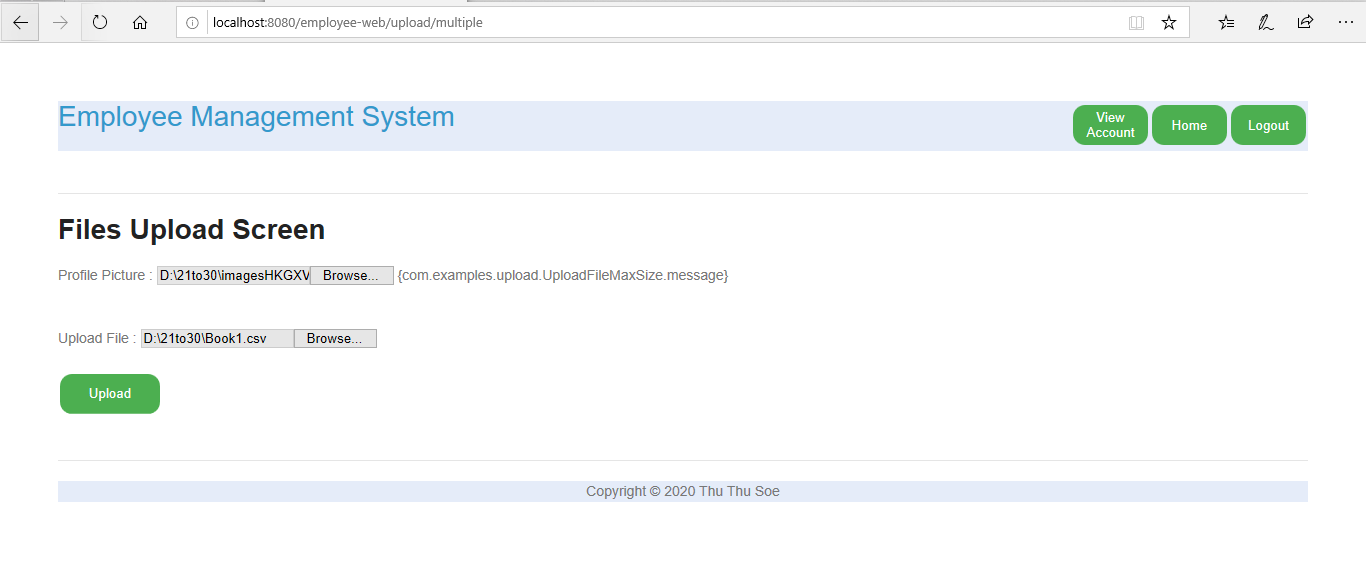 localhost:8080/employee-web/upload/multiple
Employee Management System
View Account
Home
Logout
Files Upload Screen
Profile Picture : D:\21to30\imagesHKGXV Browse... {com.examples.upload.UploadFileMaxSize.message}
Upload File : D:\21to30\Book1.csv Browse...
Upload
Copyright © 2020 Thu Thu Soe